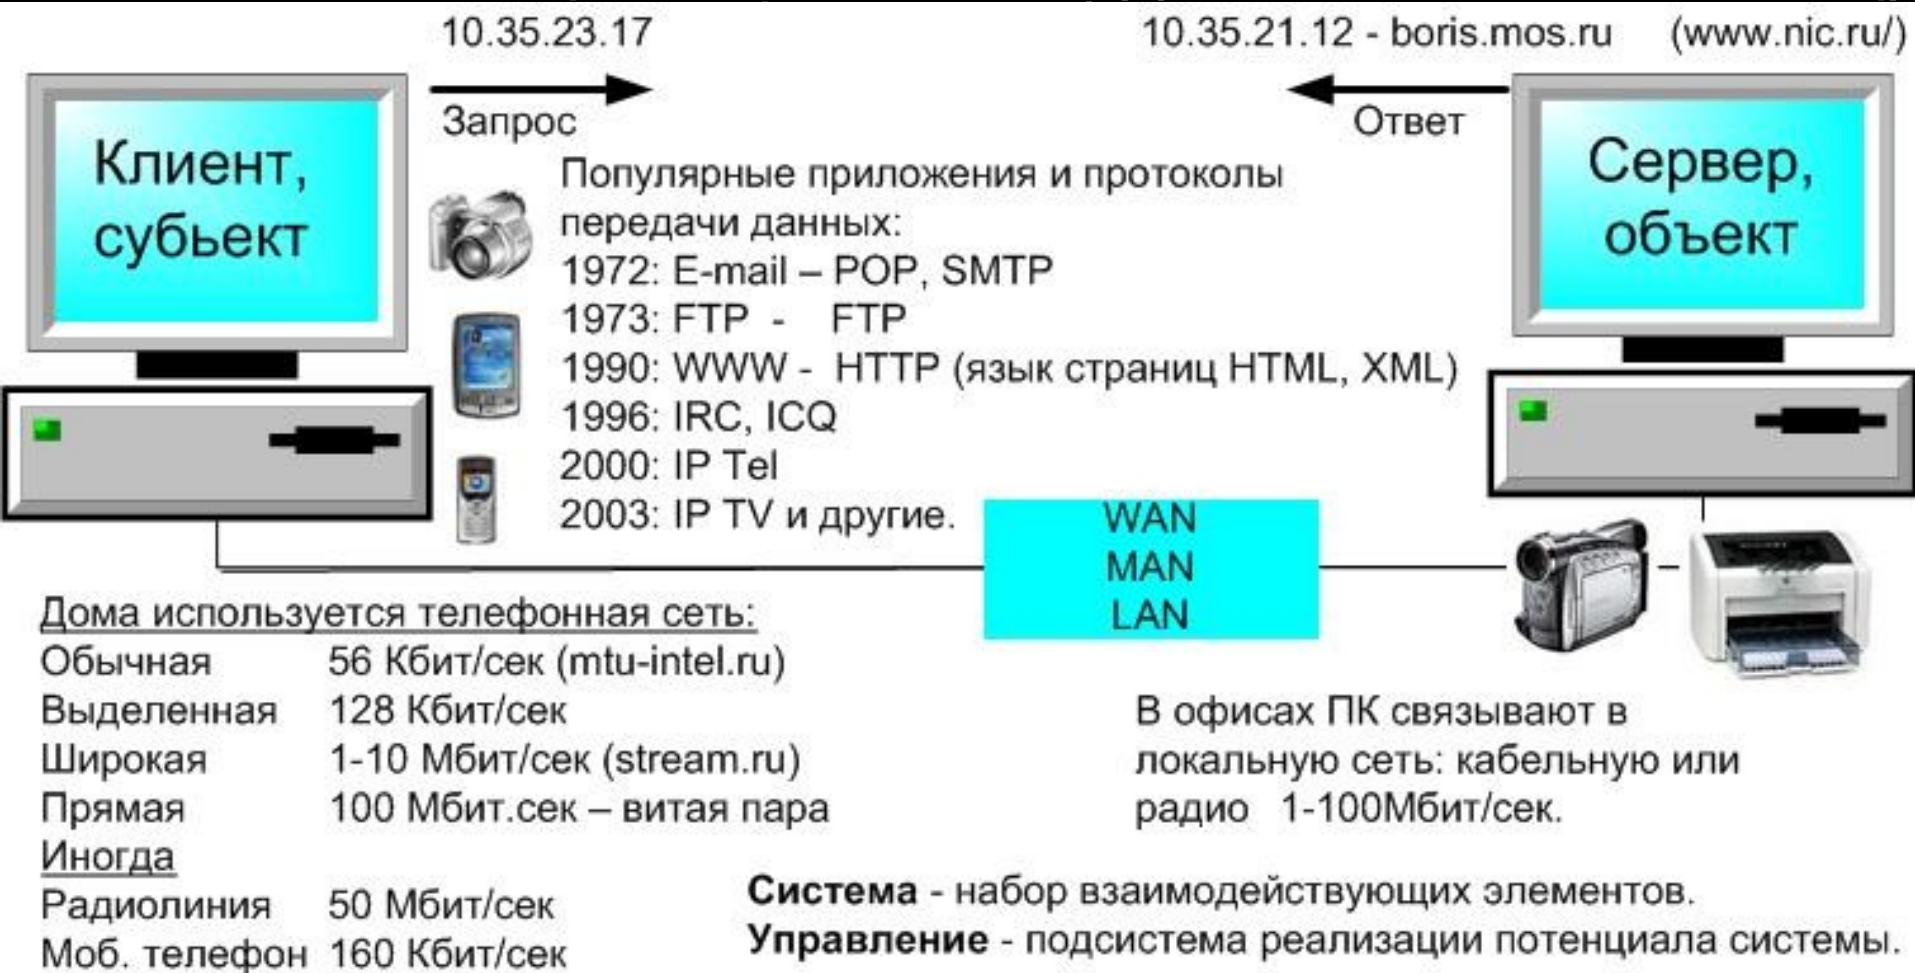 10.35.23.17
10.35.21.12 - boris.mos.ru (www.nic.ru/)
Запрос
Ответ
Клиент,
субьект
Сервер,
объект
Популярные приложения и протоколы
передачи данных:
1972: E-mail – POP, SMTP
1973: FTP - FTP
1990: WWW - HTTP (язык страниц HTML, XML)
1996: IRC, ICQ
2000: IP Tel
2003: IP TV и другие.
WAN
MAN
LAN
Дома используется телефонная сеть:
Обычная 56 Кбит/сек (mtu-intel.ru)
Выделенная 128 Кбит/сек
Широкая 1-10 Мбит/сек (stream.ru)
Прямая 100 Мбит.сек – витая пара
Иногда
Радиолиния 50 Мбит/сек
Моб. телефон 160 Кбит/сек
В офисах ПК связывают в
локальную сеть: кабельную или
радио 1-100Мбит/сек.
Система - набор взаимодействующих элементов.
Управление - подсистема реализации потенциала системы.